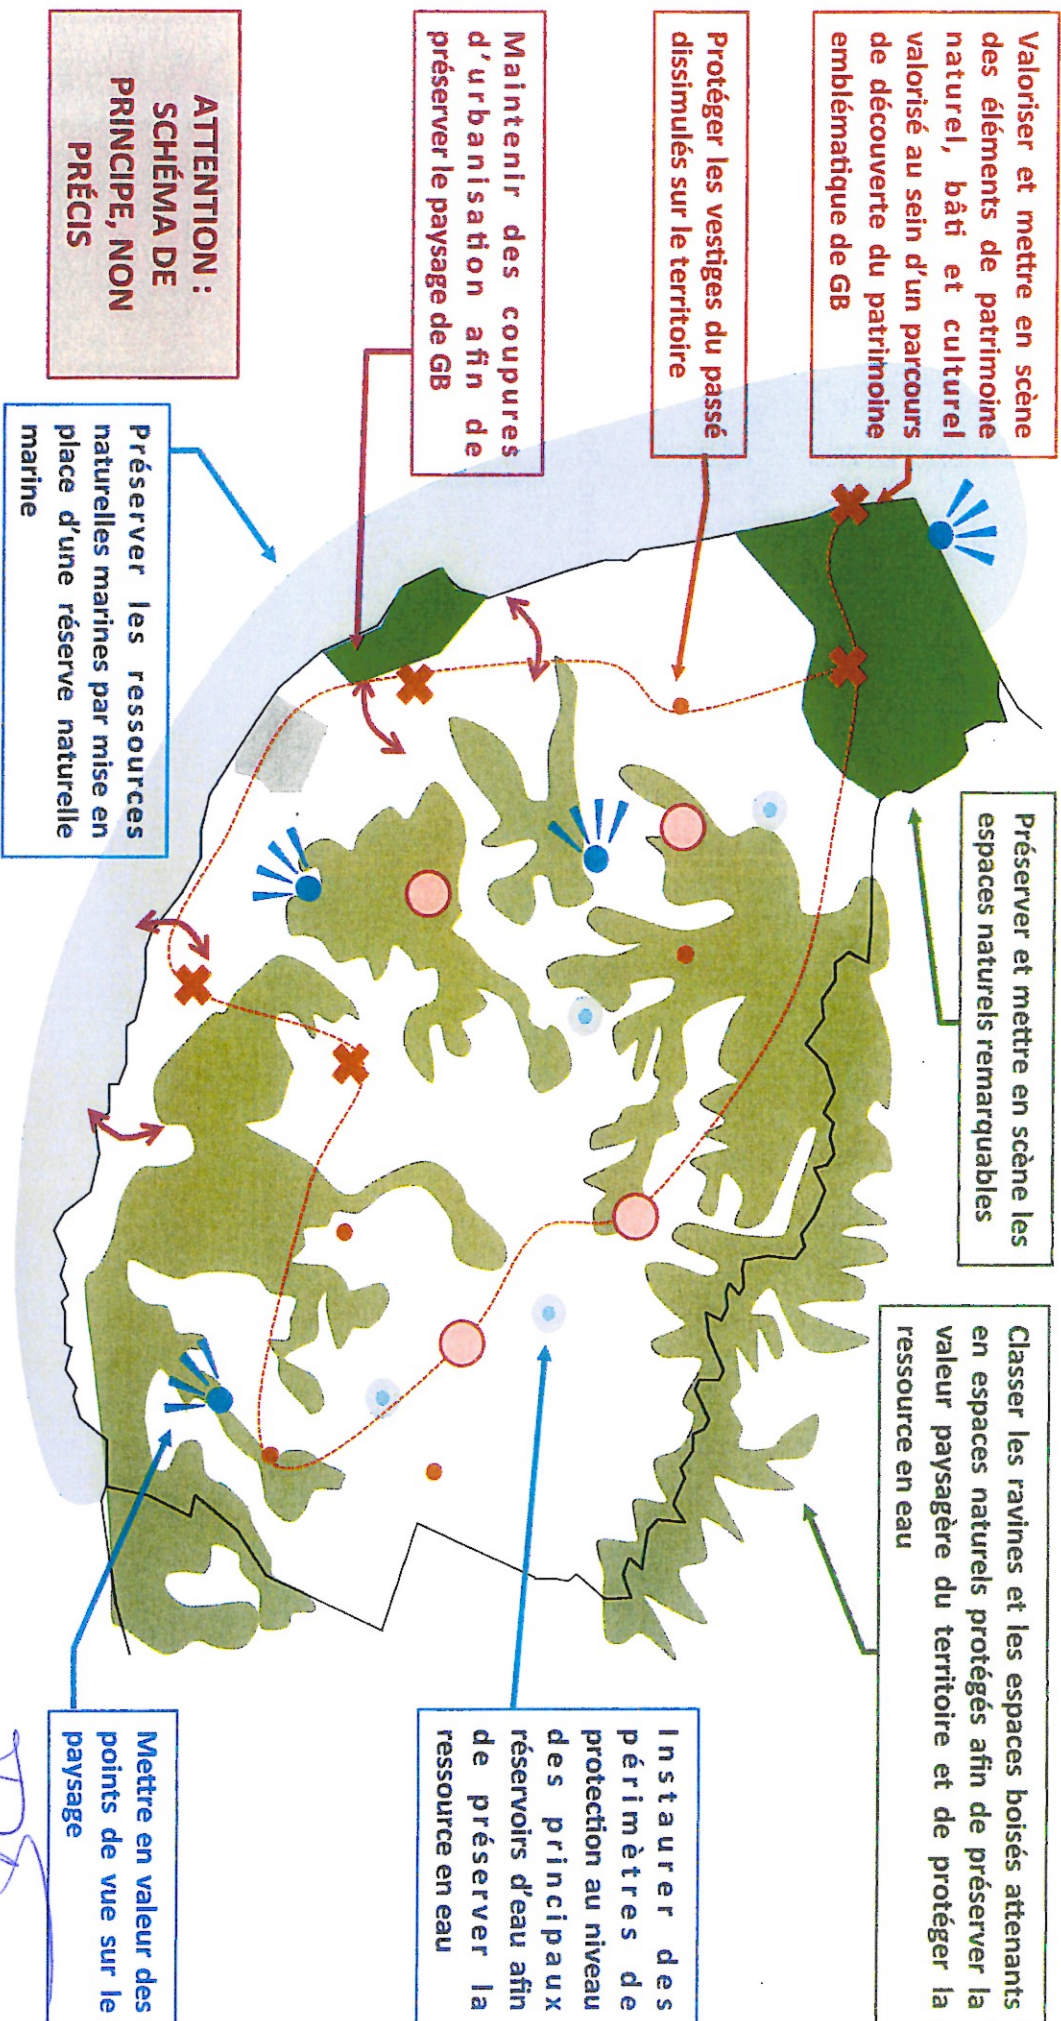 Valoriser et mettre en scène
des éléments de patrimoine
naturel, bâti et culturel
valorisé au sein d'un parcours
de découverte du patrimoine
emblématique de GB
Protéger les vestiges du passé
dissimulés sur le territoire
Maintenir des coupures
d'urbanisation afin de
préserver le paysage de GB
ATTENTION :
SCHÉMA DE
PRINCIPE, NON
PRÉCIS
Préserver les ressources
naturelles marines par mise en
place d'une réserve naturelle
marine
Préserver et mettre en scène les
espaces naturels remarquables
Classer les ravines et les espaces boisés attenants
en espaces naturels protégés afin de préserver la
valeur paysagère du territoire et de protéger la
ressource en eau
Instaurer des
périmètres de
protection au niveau
des principaux
réservoirs d'eau afin
de préserver la
ressource en eau
Mettre en valeur des
points de vue sur le
paysage